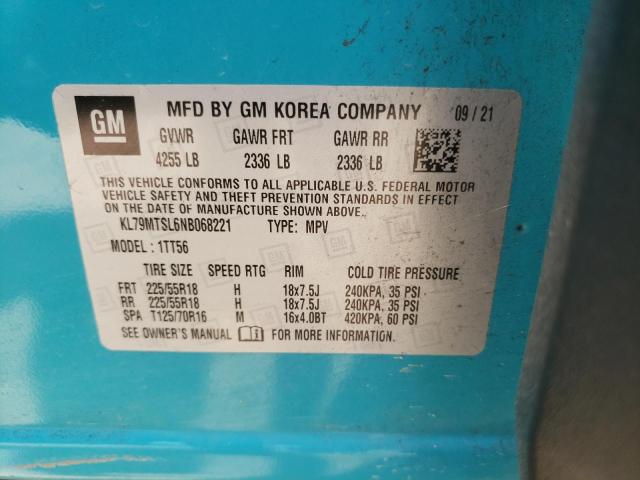 GM MFD BY GM KOREA COMPANY 09/21
GVWR GAWR FRT GAWR RR
4255 LB 2336 LB 2336 LB
THIS VEHICLE CONFORMS TO ALL APPLICABLE U.S. FEDERAL MOTOR
VEHICLE SAFETY AND THEFT PREVENTION STANDARDS IN EFFECT
ON THE DATE OF MANUFACTURE SHOWN ABOVE.
KL79MTSL6NB068221 TYPE: MPV
MODEL: 1TT56
TIRE SIZE SPEED RTG RIM COLD TIRE PRESSURE
FRT 225/55R18 H 18x7.5J 240KPA, 35 PSI
RR 225/55R18 H 18x7.5J 240KPA, 35 PSI
SPA T125/70R16 M 16x4.0BT 420KPA, 60 PSI
SEE OWNER'S MANUAL FOR MORE INFORMATION.